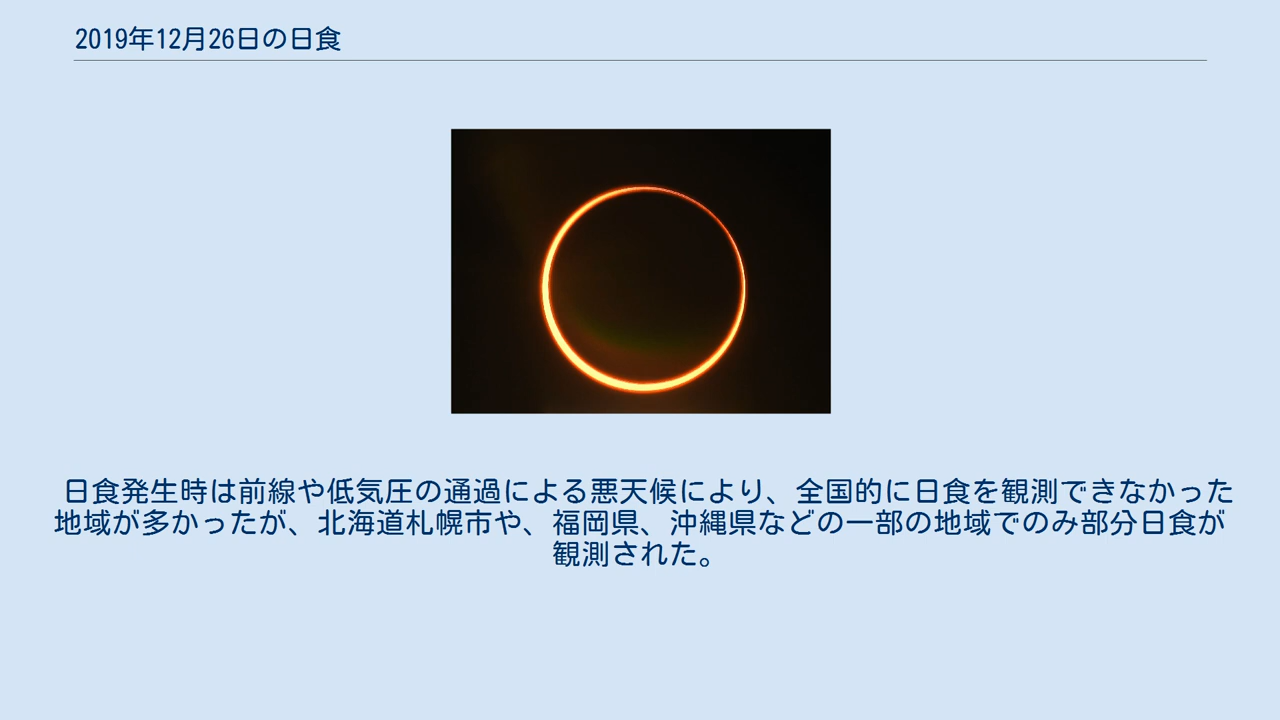 2019年12月26日の日食
日食発生時は前線や低気圧の通過による悪天候により、全国的に日食を観測できなかった
地域が多かったが、北海道札幌市や、福岡県、沖縄県などの一部の地域でのみ部分日食が
観測された。